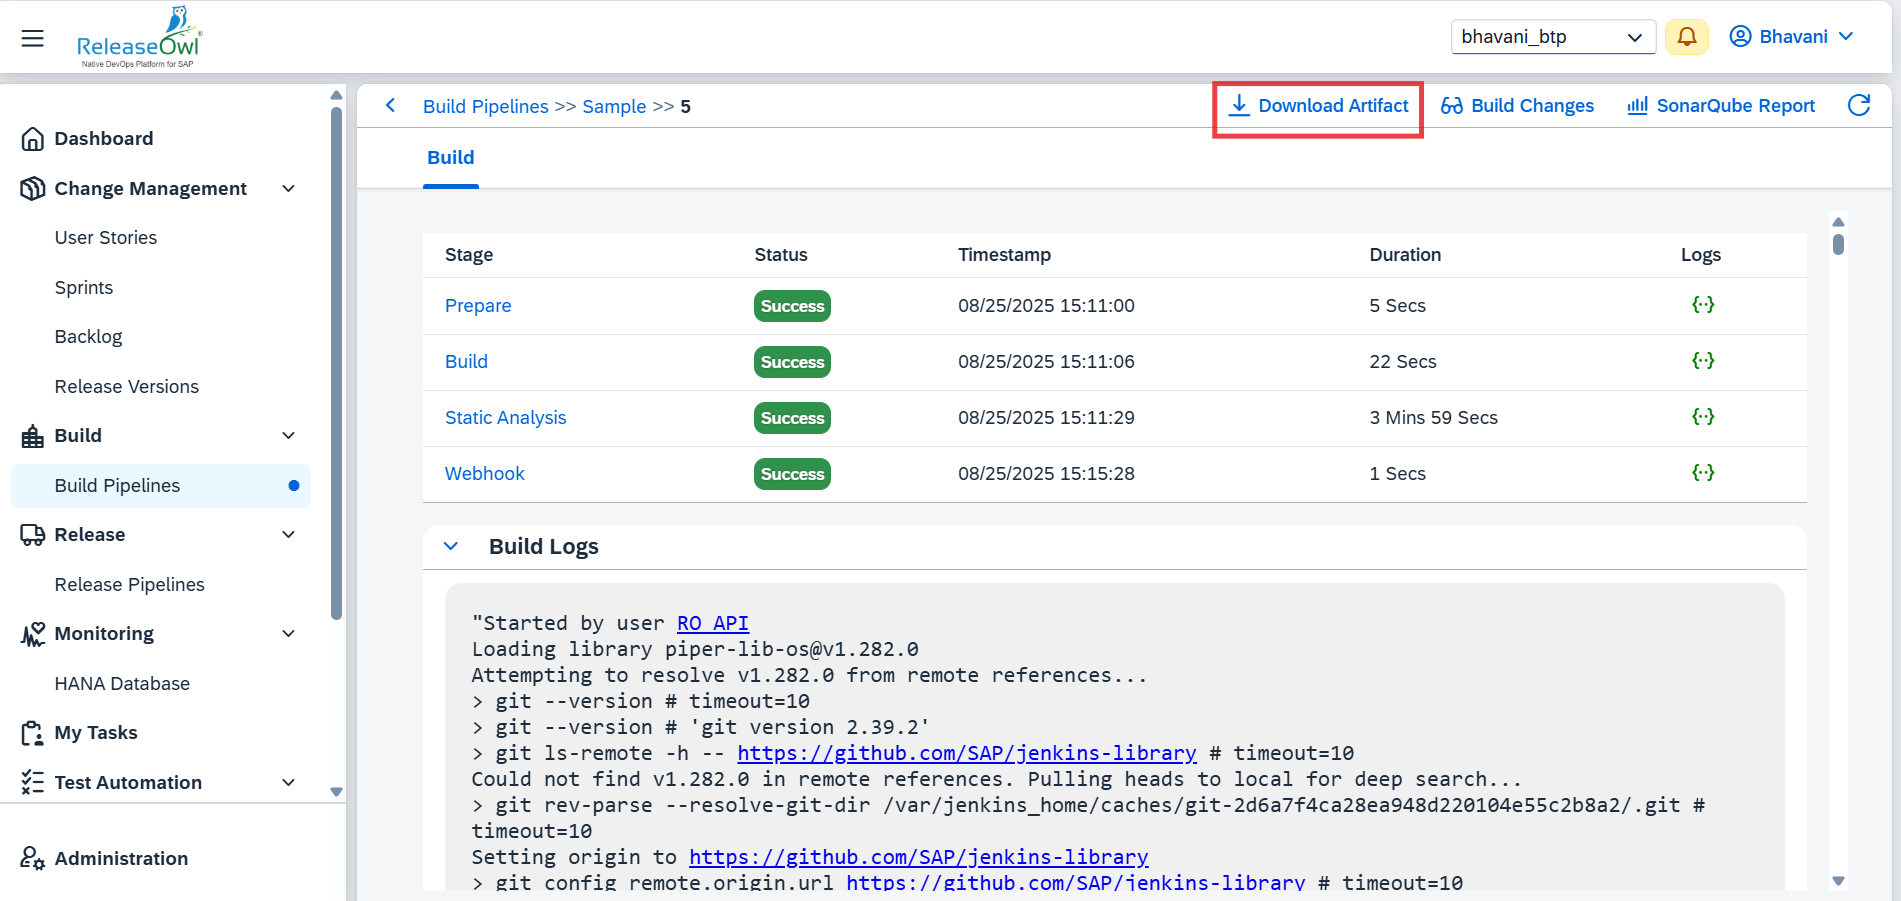 ReleaseOwl
®
Native DevOps Platform for SAP
bhavani_btp
Bhavani
Dashboard
Change Management
User Stories
Sprints
Backlog
Release Versions
Build
Build Pipelines
Release
Release Pipelines
Monitoring
HANA Database
My Tasks
Test Automation
Administration
Build Pipelines >> Sample >> 5
Download Artifact
Build Changes
SonarQube Report
Build
Stage Status Timestamp Duration Logs
Prepare Success 08/25/2025 15:11:00 5 Secs {··}
Build Success 08/25/2025 15:11:06 22 Secs {··}
Static Analysis Success 08/25/2025 15:11:29 3 Mins 59 Secs {··}
Webhook Success 08/25/2025 15:15:28 1 Secs {··}
Build Logs
"Started by user RO API
Loading library piper-lib-os@v1.282.0
Attempting to resolve v1.282.0 from remote references...
> git --version # timeout=10
> git --version # 'git version 2.39.2'
> git ls-remote -h -- https://github.com/SAP/jenkins-library # timeout=10
Could not find v1.282.0 in remote references. Pulling heads to local for deep search...
> git rev-parse --resolve-git-dir /var/jenkins_home/caches/git-2d6a7f4ca28ea948d220104e55c2b8a2/.git #
timeout=10
Setting origin to https://github.com/SAP/jenkins-library
> git config remote.origin.url https://github.com/SAP/jenkins-library # timeout=10